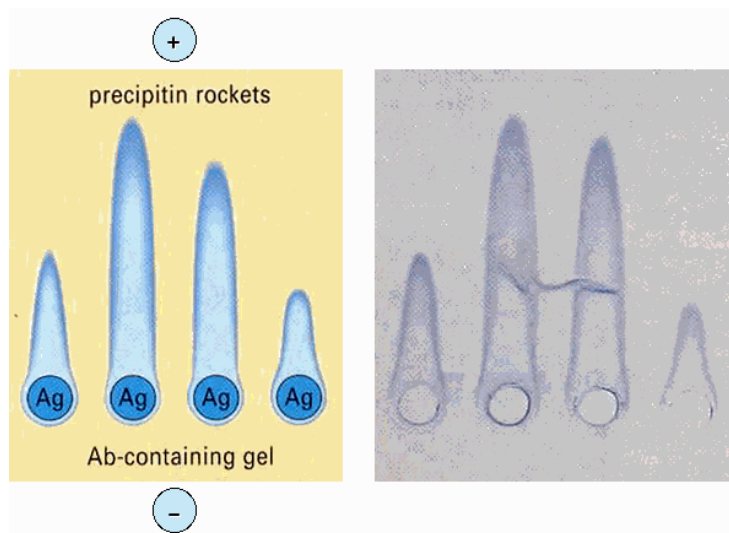 +
precipitin rockets
Ag Ag Ag Ag
Ab-containing gel
−